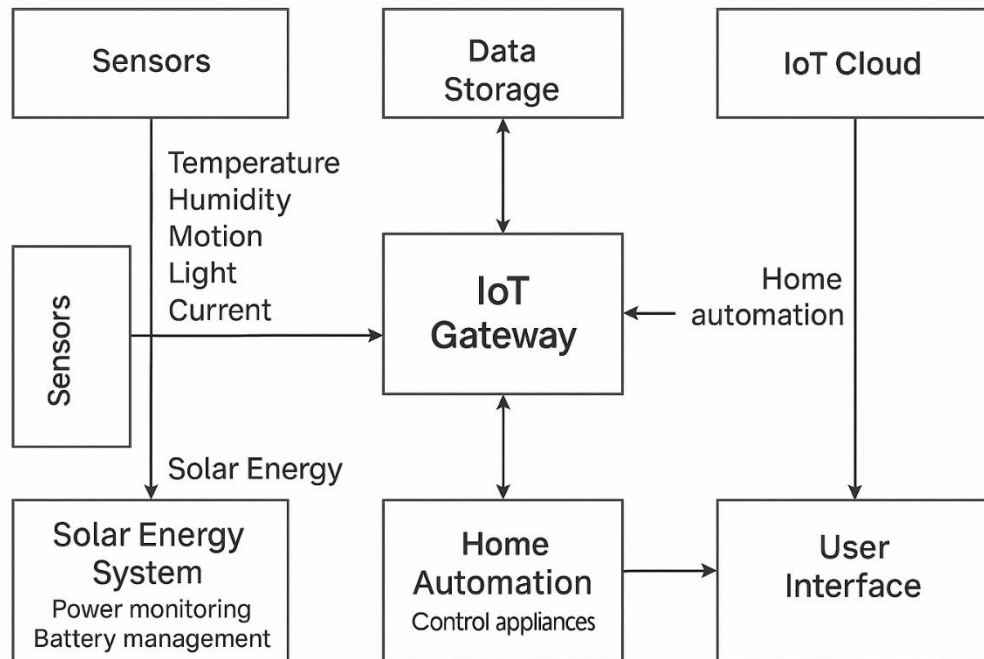 Sensors
Data
Storage
IoT Cloud
Temperature
Humidity
Motion
Light
Current
Sensors
IoT
Gateway
Home
automation
Solar Energy
Solar Energy
System
Power monitoring
Battery management
Home
Automation
Control appliances
User
Interface